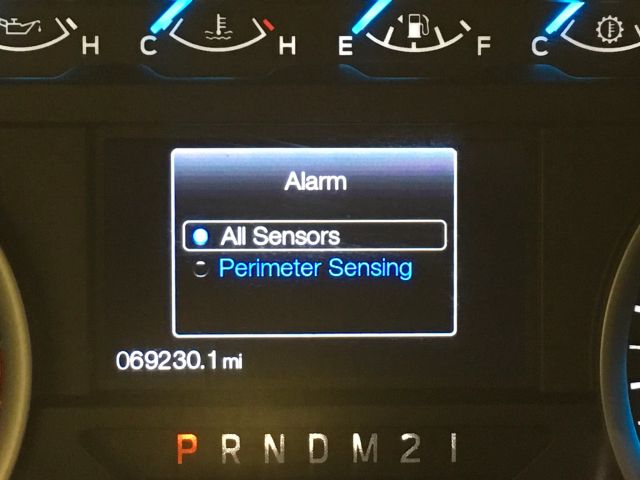 H C H E F C
Alarm
All Sensors
Perimeter Sensing
069230.1 mi
P R N D M 2 1